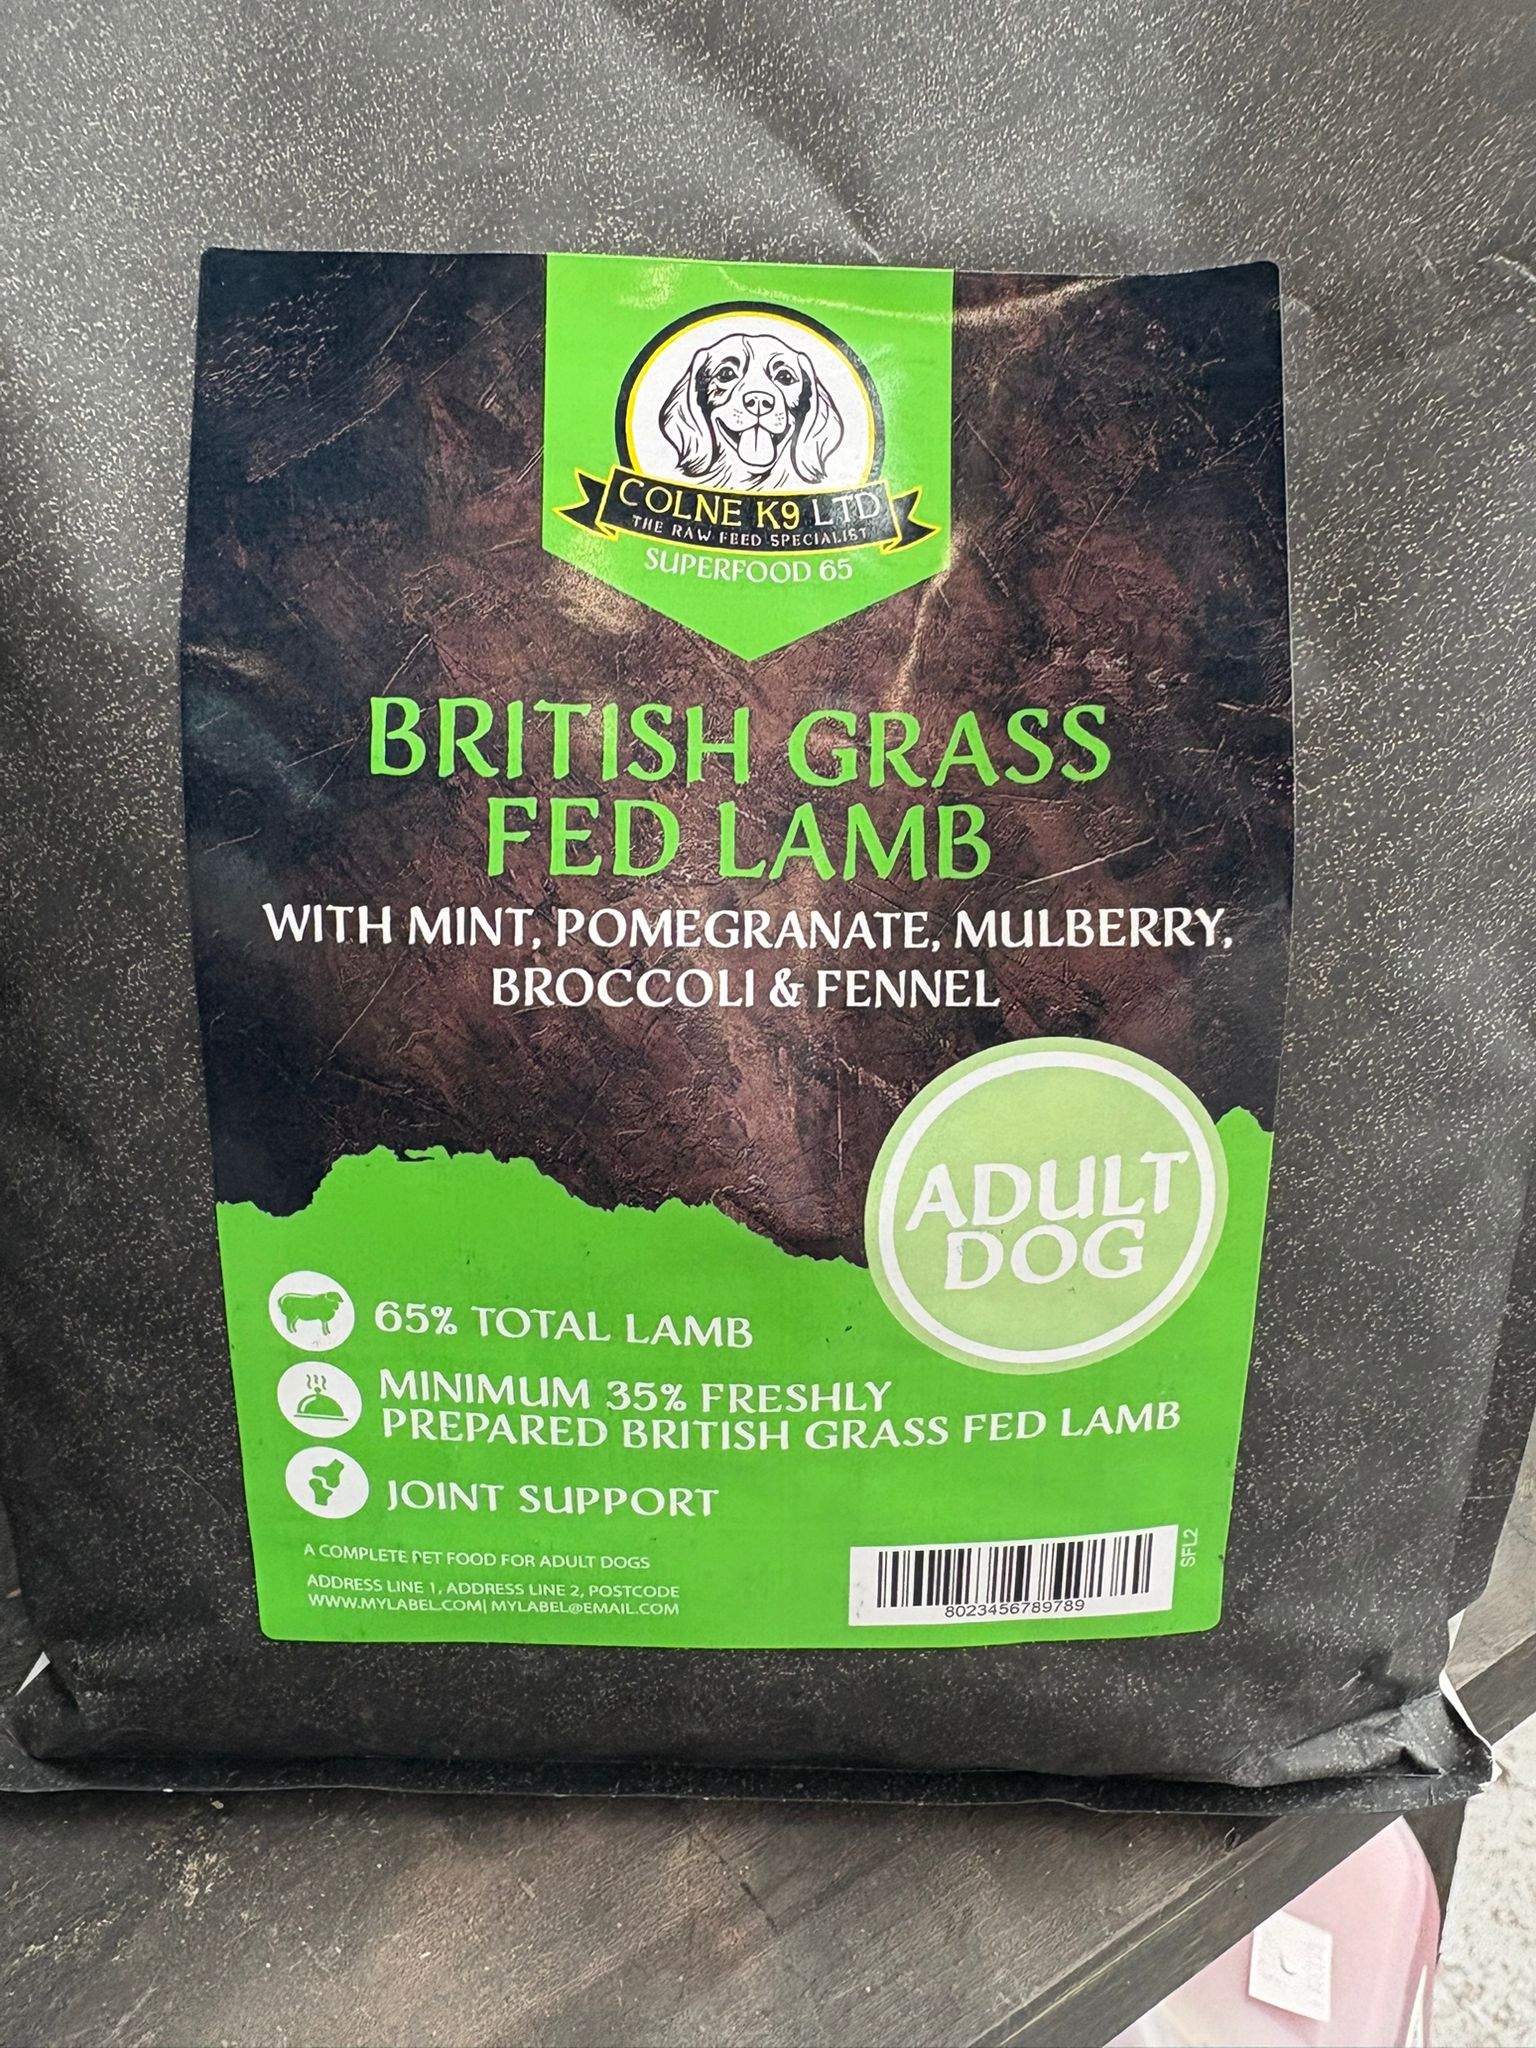 COLNE K9 LTD
THE RAW FEED SPECIALIST
SUPERFOOD 65
BRITISH GRASS
FED LAMB
WITH MINT, POMEGRANATE, MULBERRY,
BROCCOLI & FENNEL
ADULT
DOG
65% TOTAL LAMB
MINIMUM 35% FRESHLY
PREPARED BRITISH GRASS FED LAMB
JOINT SUPPORT
A COMPLETE PET FOOD FOR ADULT DOGS
ADDRESS LINE 1, ADDRESS LINE 2, POSTCODE
WWW.MYLABEL.COM| MYLABEL@EMAIL.COM
8023456789789
SFL2